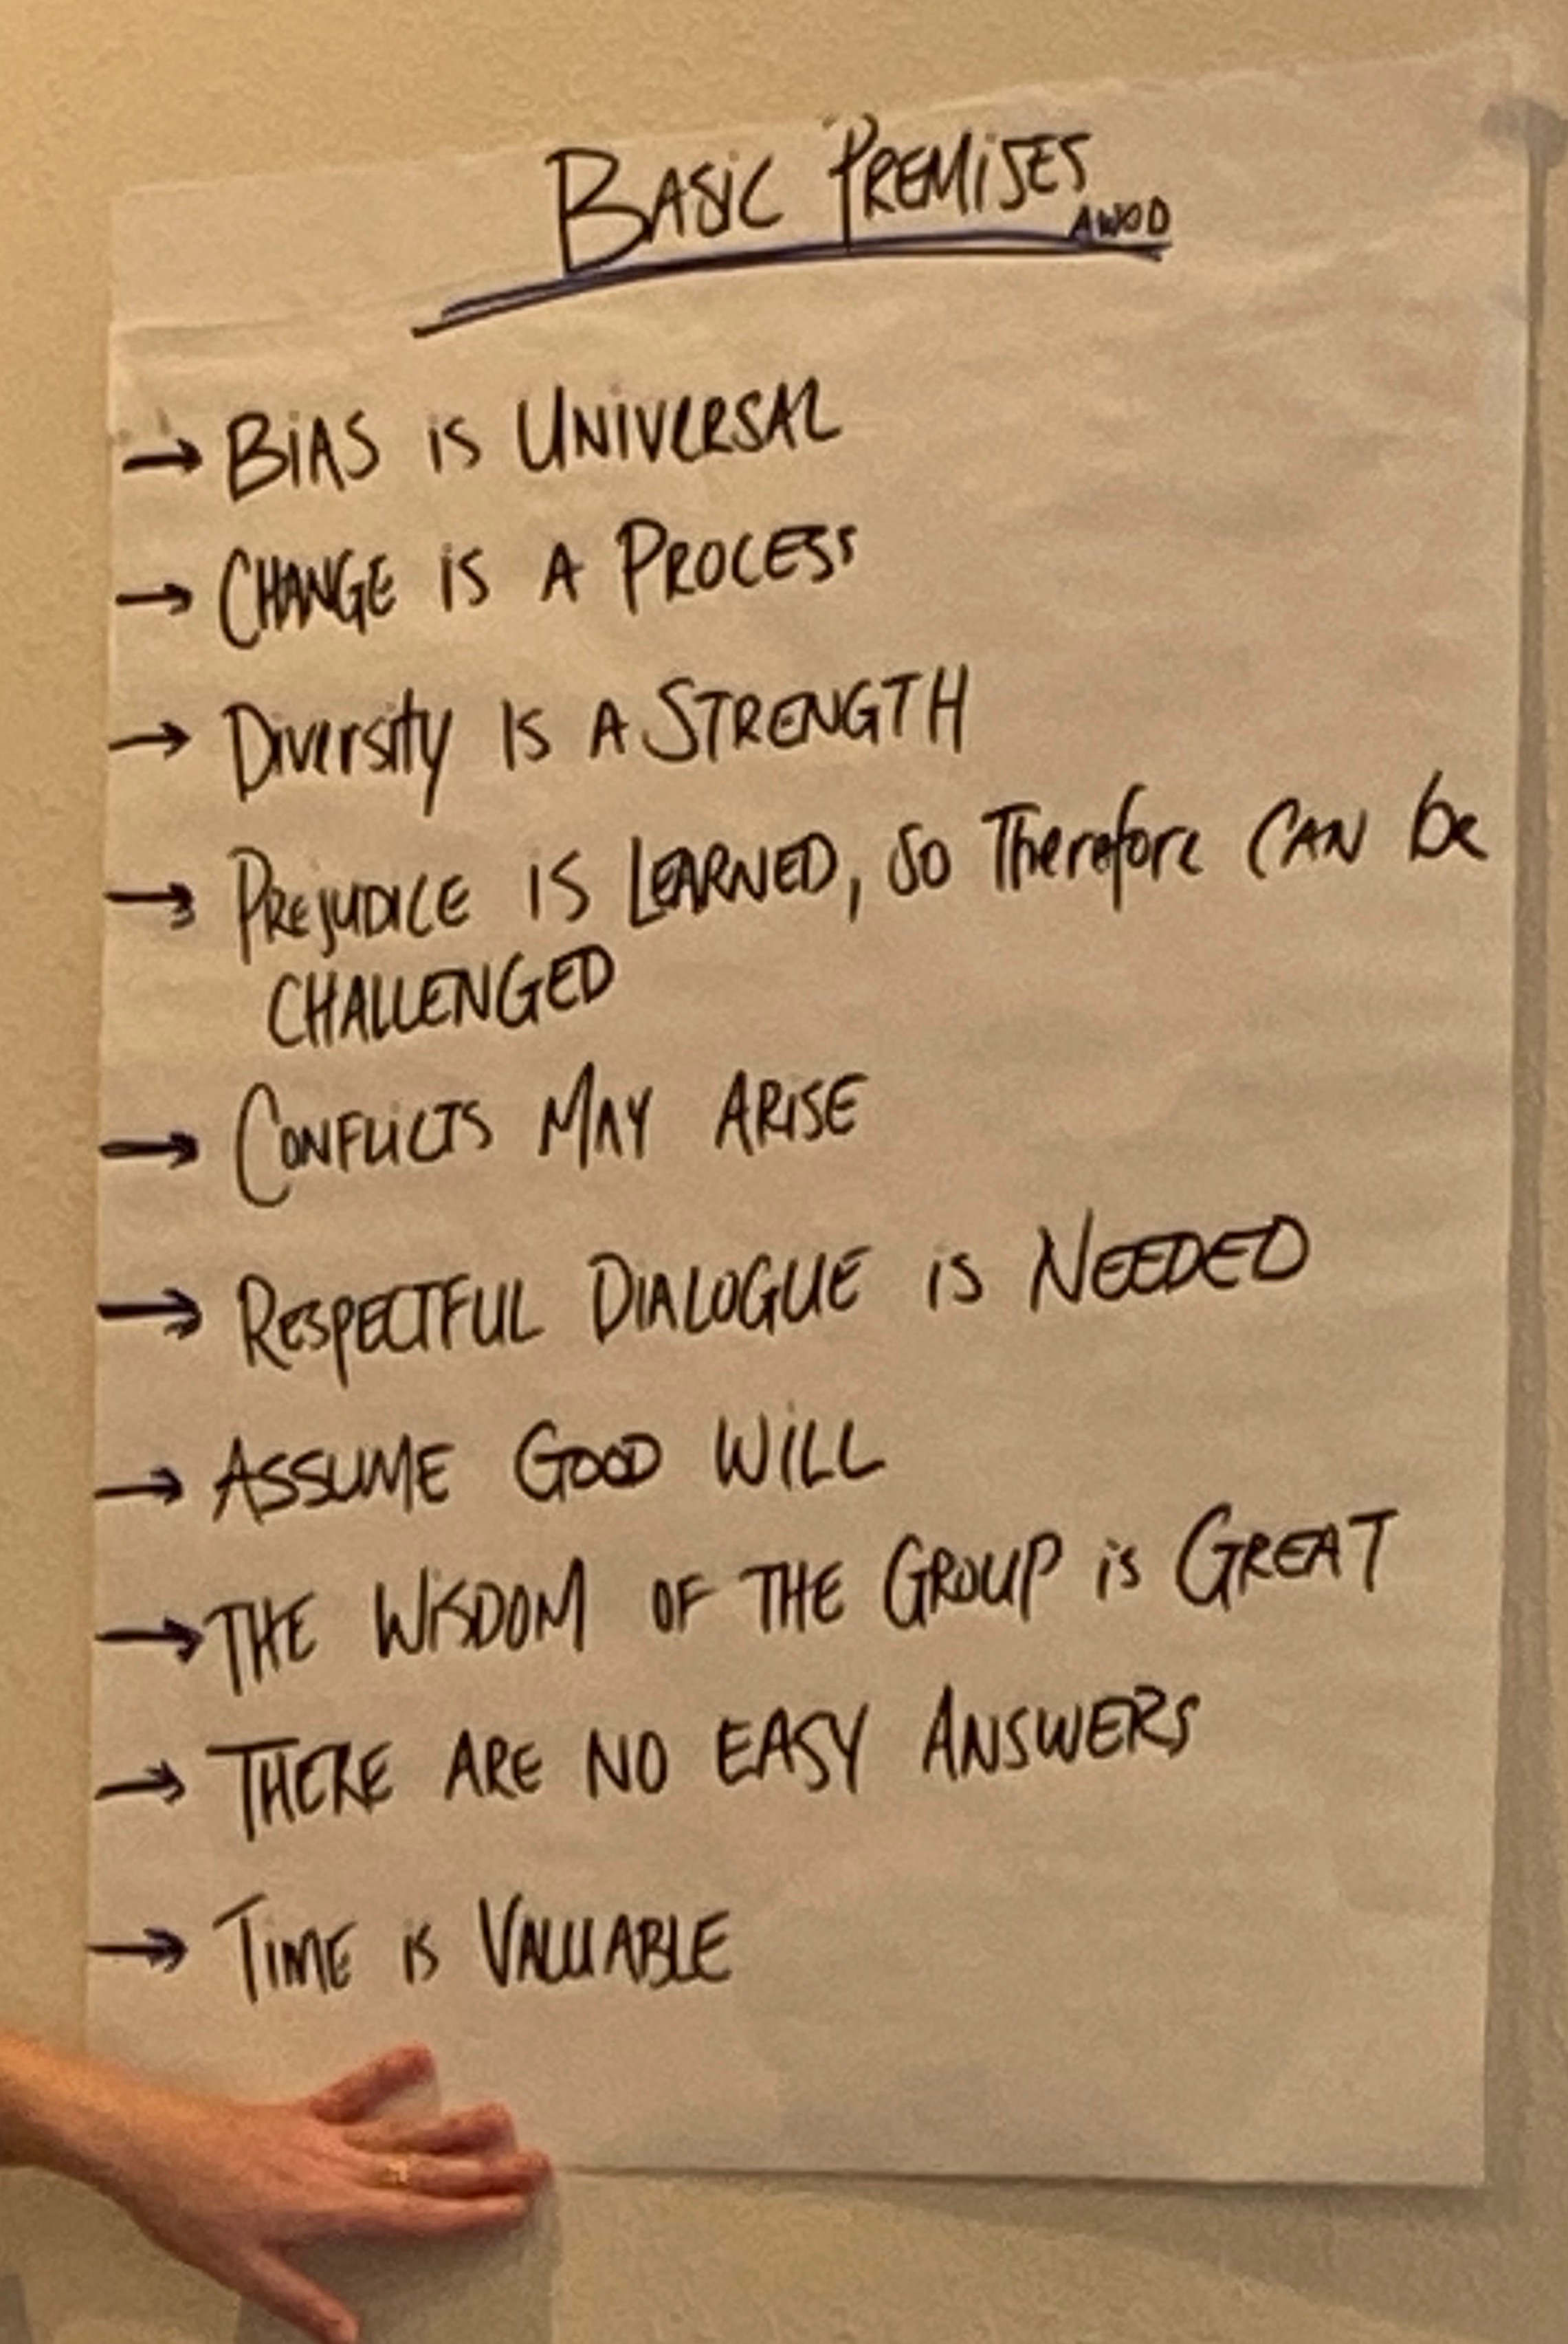 BASIC PREMISES
AWOD
→ BIAS IS UNIVERSAL
→ CHANGE IS A PROCESS
→ Diversity IS A STRENGTH
→ PREJUDICE IS LEARNED, SO Therefore CAN be
CHALLENGED
→ CONFLICTS MAY ARISE
→ RESPECTFUL DIALOGUE is NEEDED
→ ASSUME GOOD WILL
→ THE WISDOM OF THE GROUP is GREAT
→ THERE ARE NO EASY ANSWERS
→ TIME IS VALUABLE